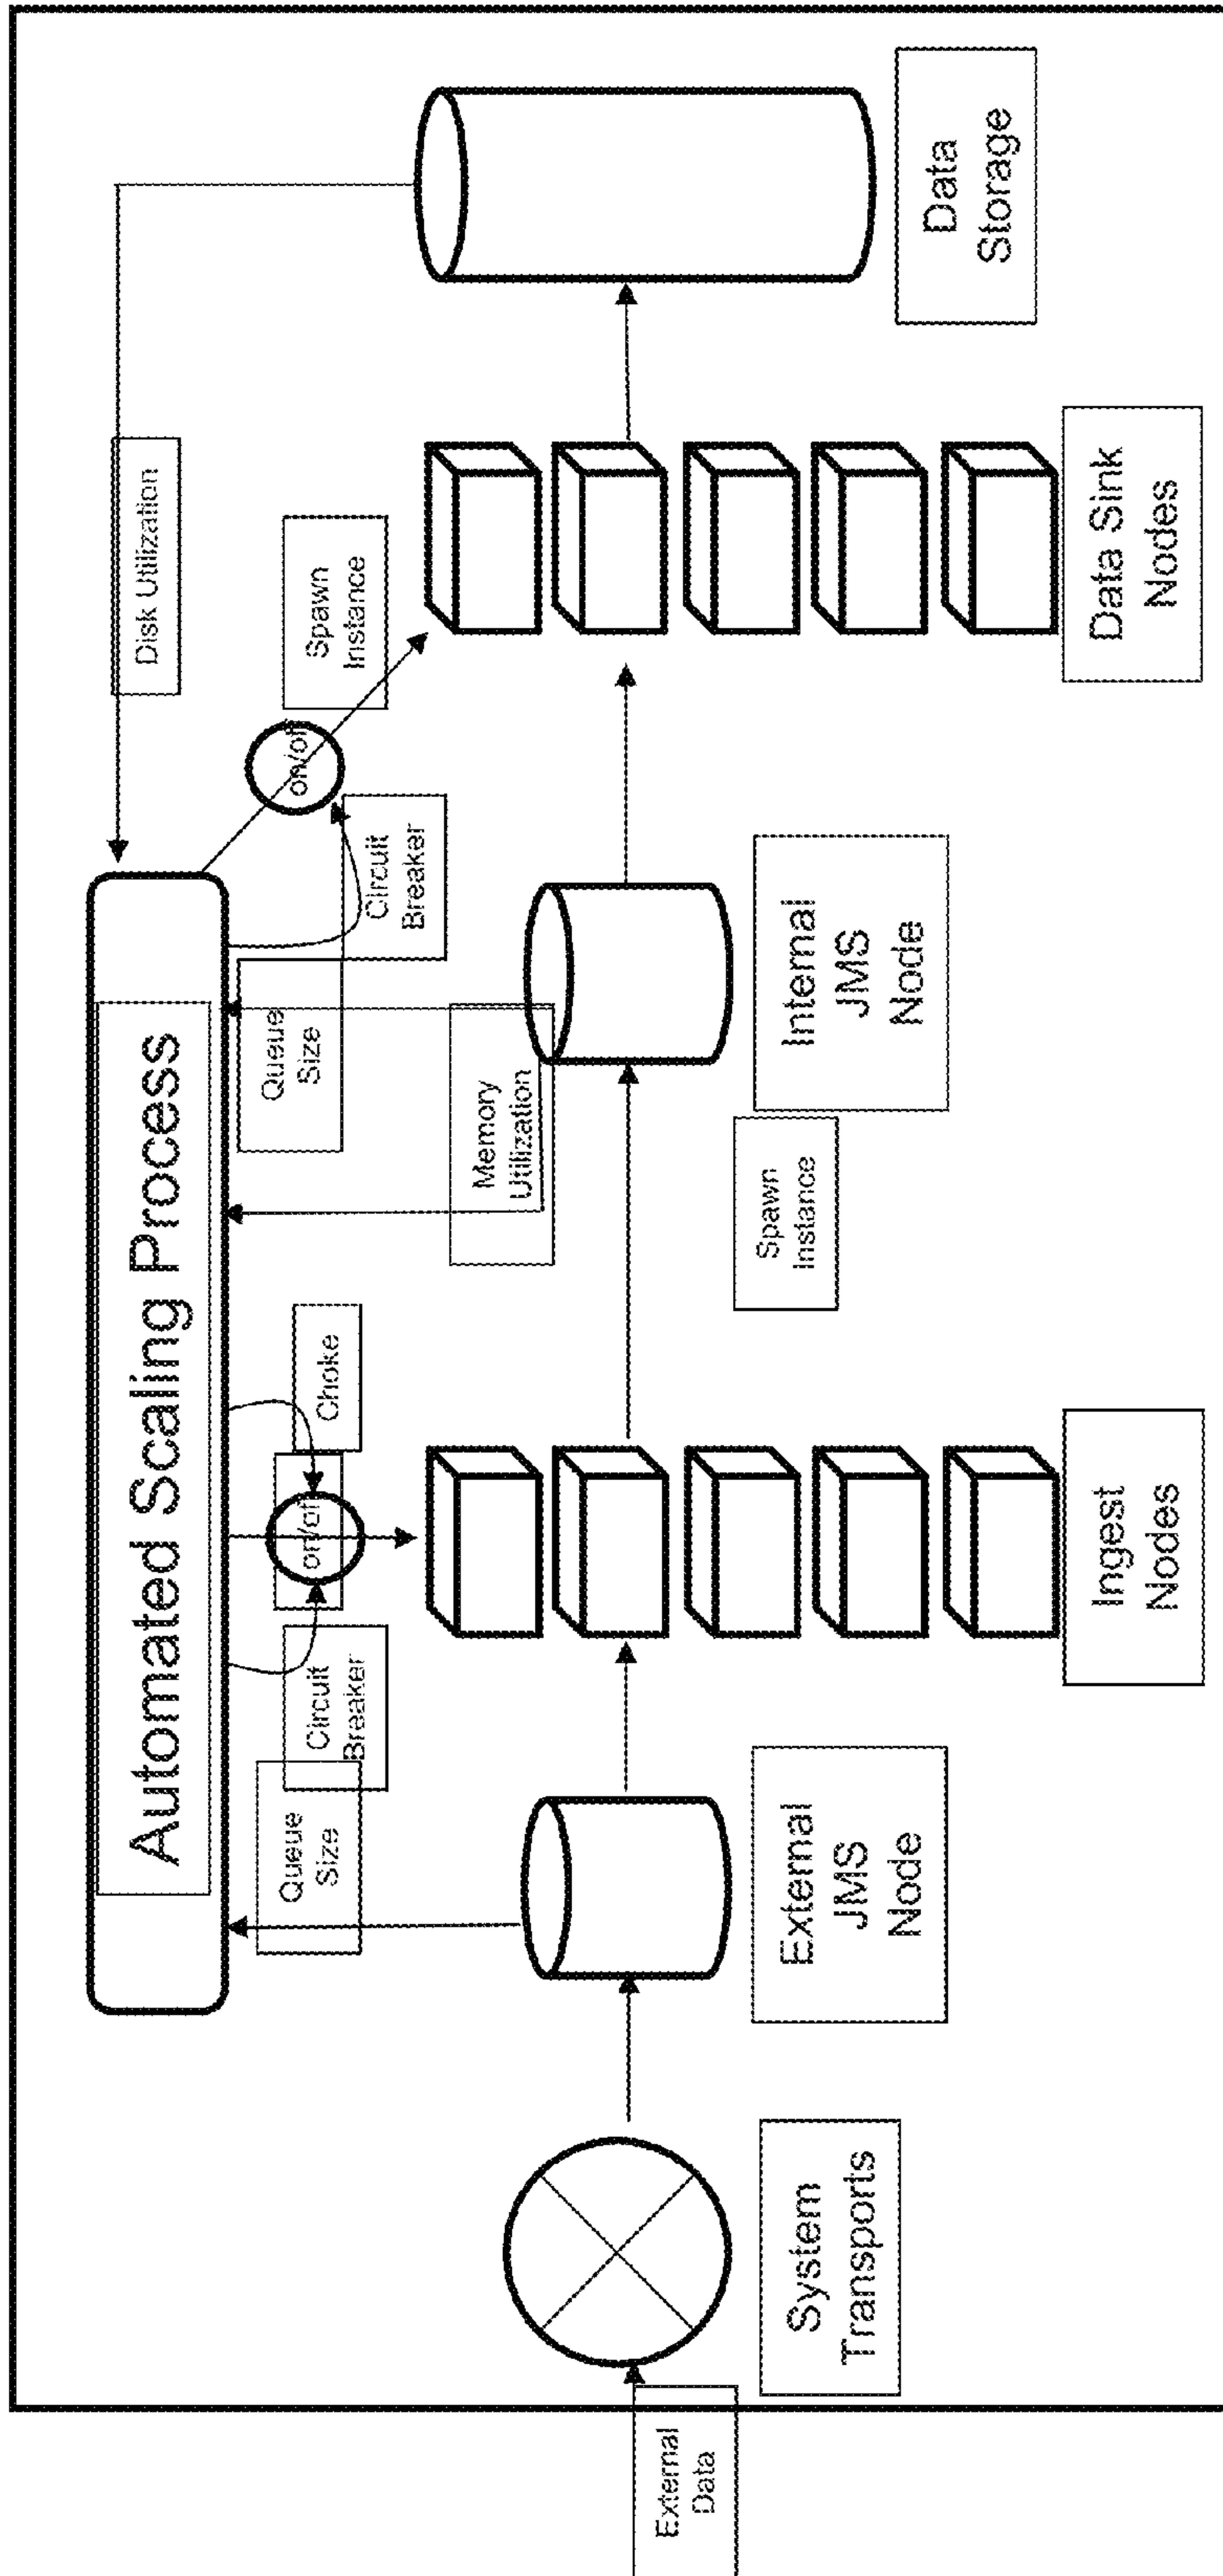 Automated Scaling Process
Disk Utilization
Queue
Size
Circuit
Breaker
on/off
Choke
Queue
Size
Circuit
Breaker
on/off
Spawn
Instance
Memory
Utilization
External
Data
System
Transports
External
JMS
Node
Ingest
Nodes
Spawn
Instance
Internal
JMS
Node
Data Sink
Nodes
Data
Storage